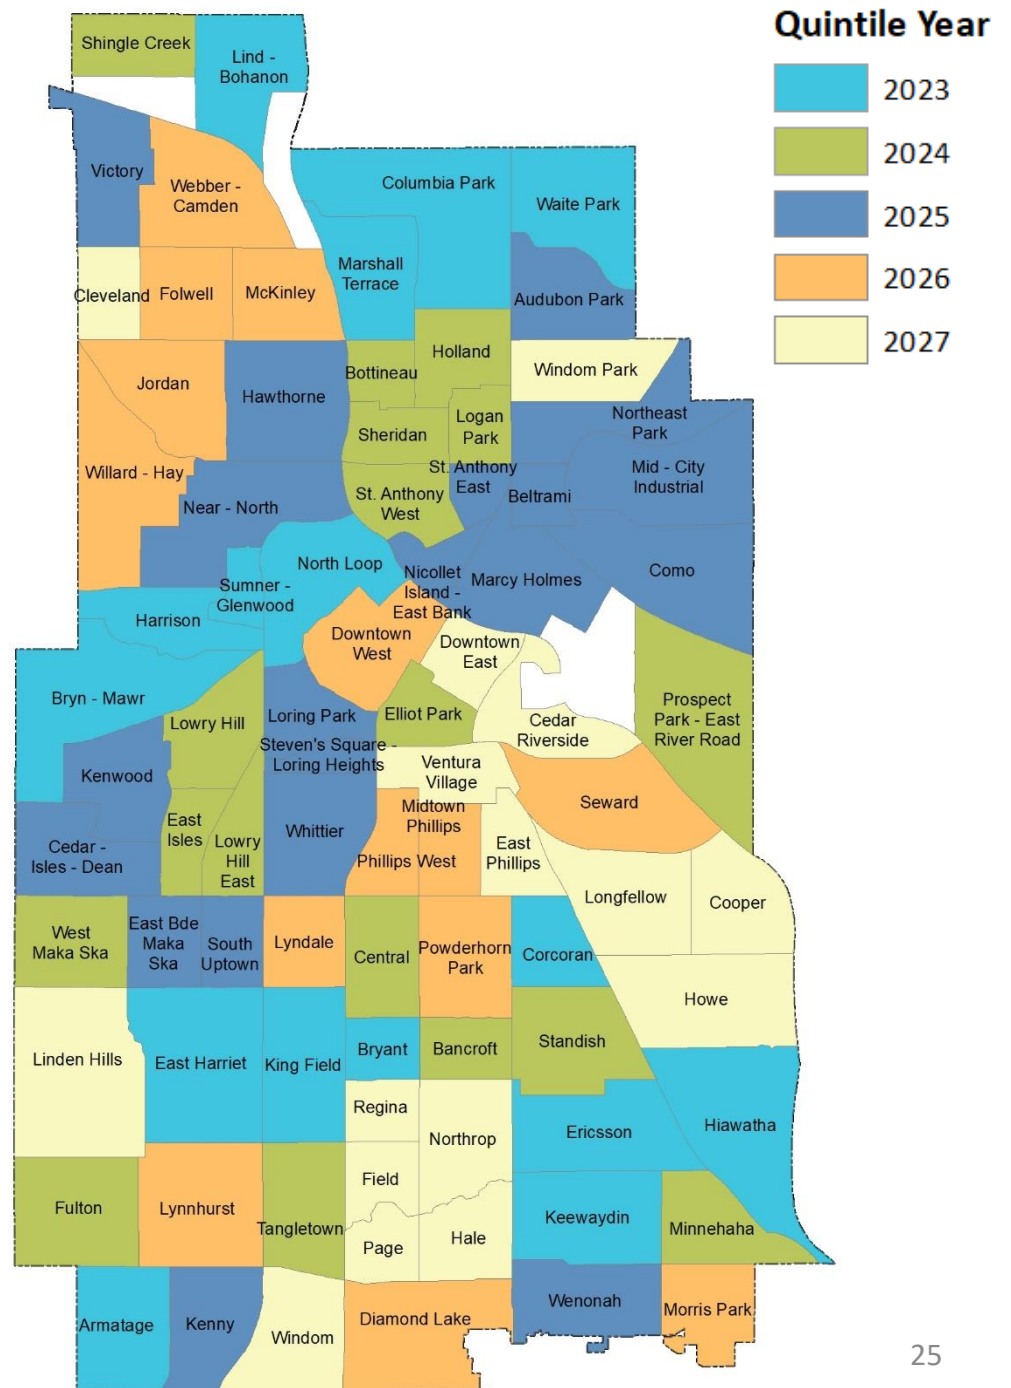 Quintile Year
2023
2024
2025
2026
2027
Shingle Creek
Lind -
Bohanon
Victory
Webber -
Camden
Columbia Park
Waite Park
Marshall
Terrace
Cleveland
Folwell
McKinley
Audubon Park
Holland
Bottineau
Windom Park
Jordan
Hawthorne
Northeast
Park
Logan
Park
Sheridan
Willard - Hay
St. Anthony
East
Mid - City
Industrial
Beltrami
St. Anthony
West
Near - North
North Loop
Nicollet
Island -
East Bank
Marcy Holmes
Como
Sumner -
Glenwood
Harrison
Downtown
West
Downtown
East
Bryn - Mawr
Lowry Hill
Loring Park
Elliot Park
Cedar
Riverside
Prospect
Park - East
River Road
Steven's Square -
Loring Heights
Kenwood
Ventura
Village
Seward
Midtown
Phillips
East
Isles
Whittier
Cedar -
Isles - Dean
Lowry
Hill
East
Phillips West
East
Phillips
Longfellow
Cooper
West
Maka Ska
East Bde
Maka
Ska
South
Uptown
Lyndale
Central
Powderhorn
Park
Corcoran
Howe
Linden Hills
East Harriet
King Field
Bryant
Bancroft
Standish
Regina
Northrop
Ericsson
Hiawatha
Field
Fulton
Lynnhurst
Tangletown
Keewaydin
Minnehaha
Page
Hale
Armatage
Kenny
Windom
Diamond Lake
Wenonah
Morris Park
25